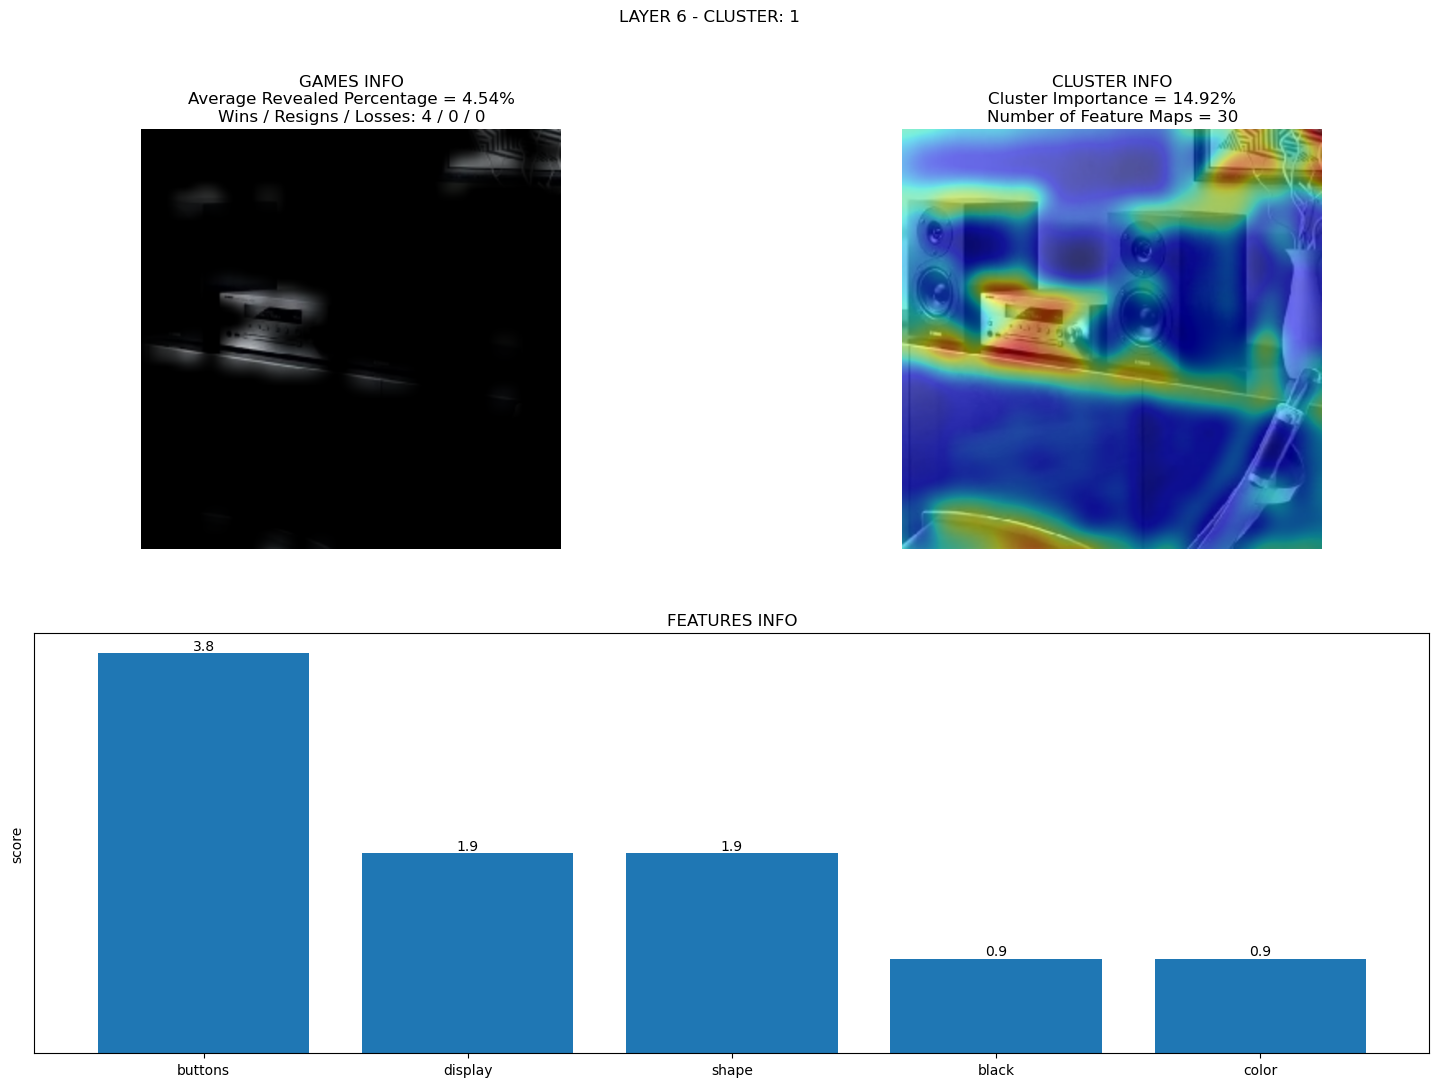 LAYER 6 - CLUSTER: 1
GAMES INFO
Average Revealed Percentage = 4.54%
Wins / Resigns / Losses: 4 / 0 / 0
CLUSTER INFO
Cluster Importance = 14.92%
Number of Feature Maps = 30
FEATURES INFO
score
3.8
1.9
1.9
0.9
0.9
buttons
display
shape
black
color